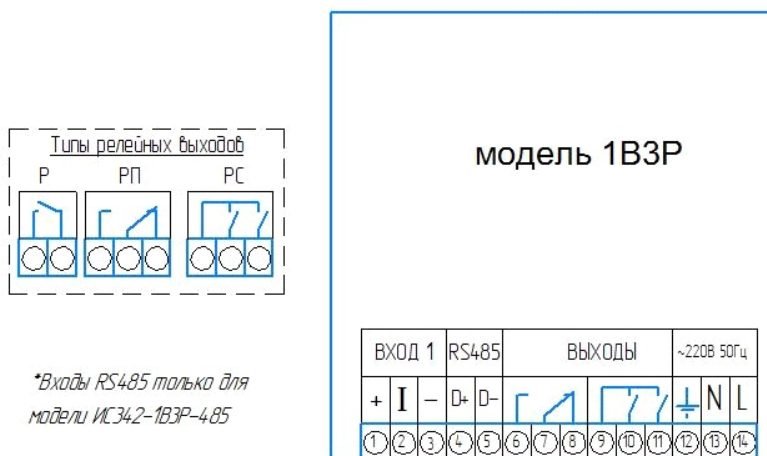 модель 1В3Р
Типы релейных выходов
Р РП РС
*Входы RS485 только для
модели ИС342-1В3Р-485
ВХОД 1 RS485 ВЫХОДЫ ~220В 50Гц
+ I − D+ D− N L
1 2 3 4 5 6 7 8 9 10 11 12 13 14